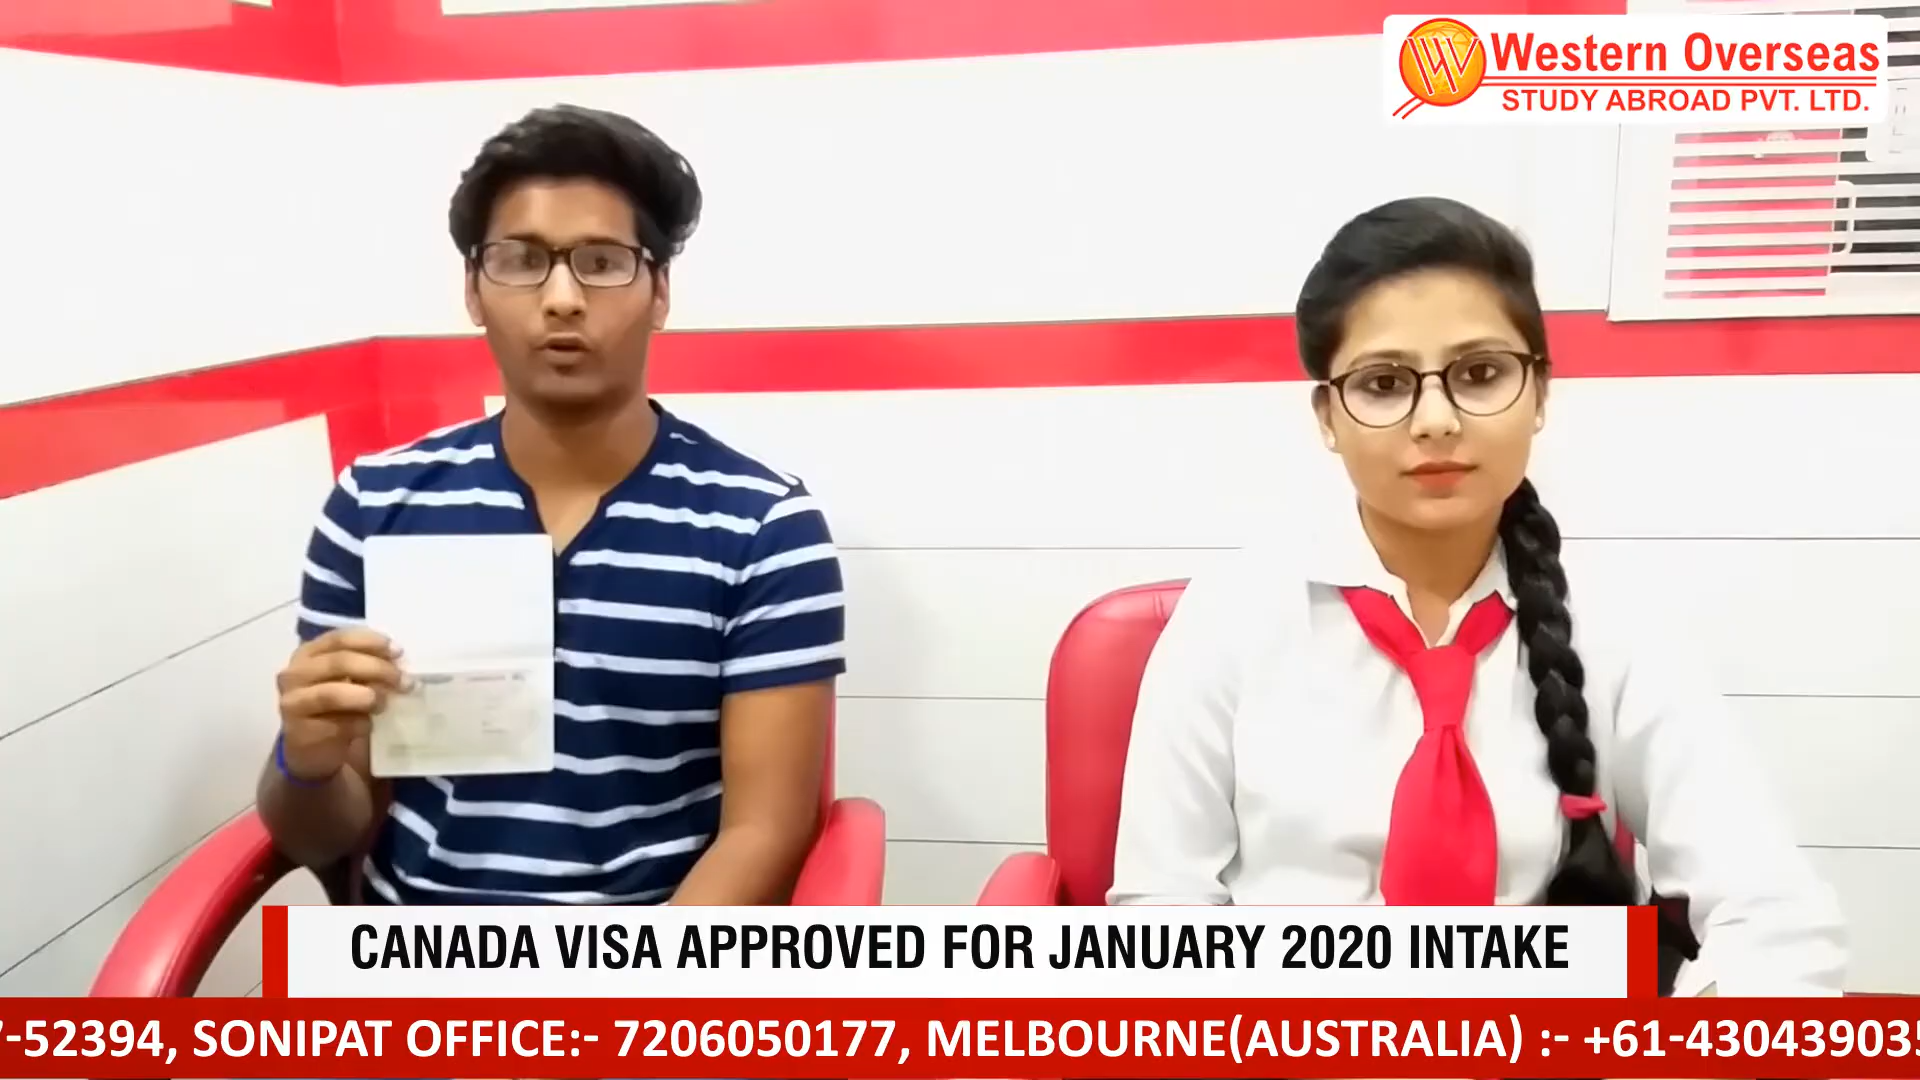 Western Overseas
STUDY ABROAD PVT. LTD.
CANADA VISA APPROVED FOR JANUARY 2020 INTAKE
-52394, SONIPAT OFFICE:- 7206050177, MELBOURNE(AUSTRALIA) :- +61-43043903